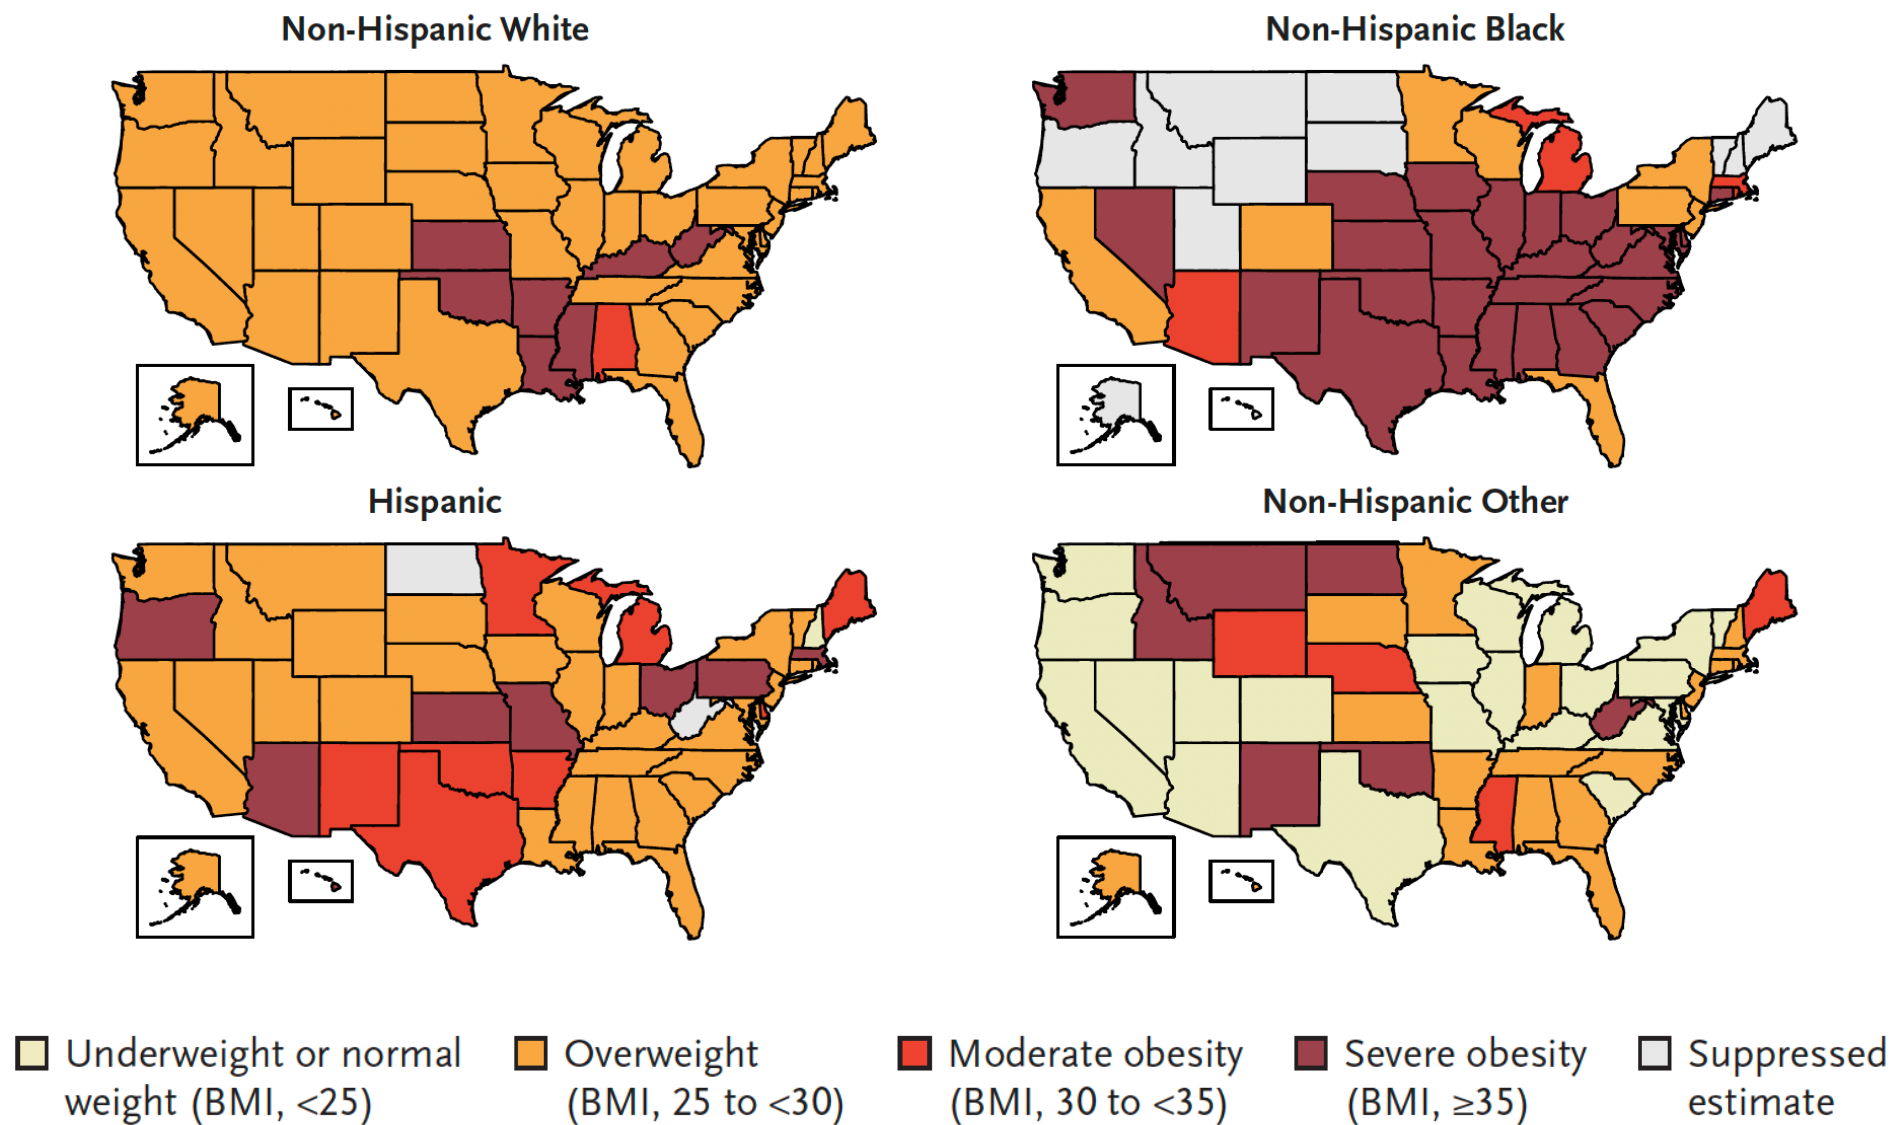 Non-Hispanic White
Non-Hispanic Black
Hispanic
Non-Hispanic Other
Underweight or normal
weight (BMI, <25)
Overweight
(BMI, 25 to <30)
Moderate obesity
(BMI, 30 to <35)
Severe obesity
(BMI, ≥35)
Suppressed
estimate